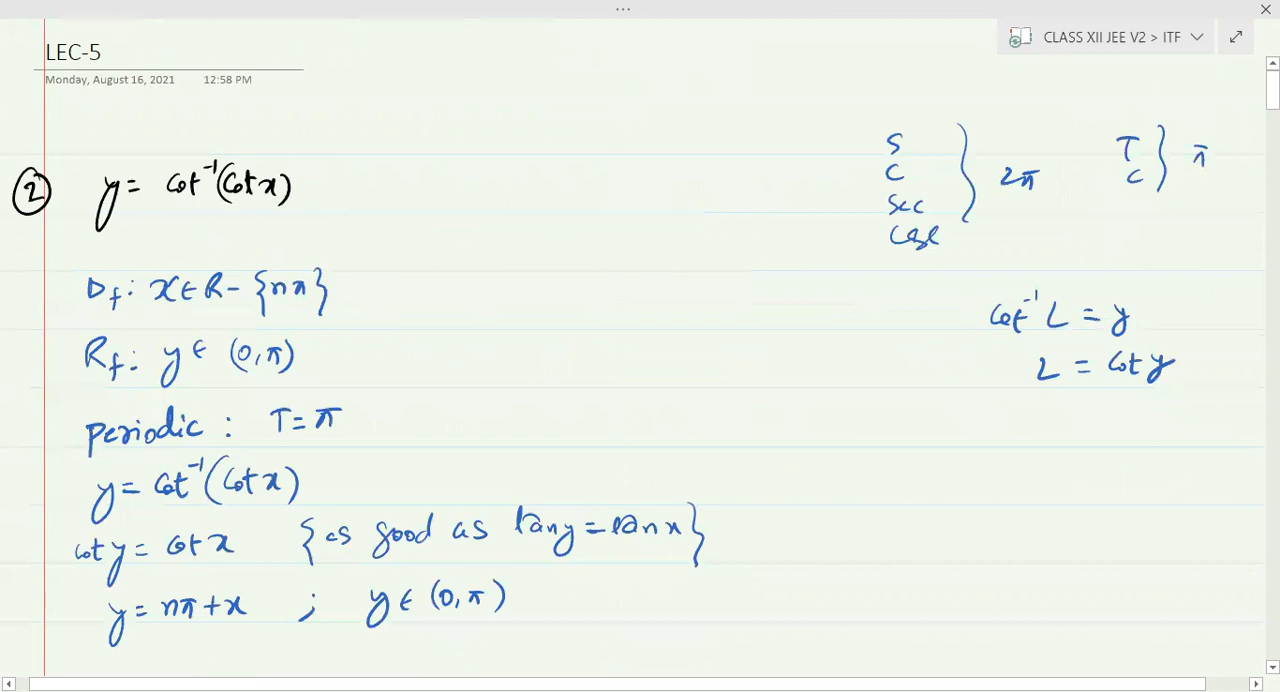 CLASS XII JEE V2 > ITF
LEC-5
Monday, August 16, 2021 12:58 PM
② y = cot⁻¹(cot x)
S
C
Sec
Cosec
} 2π
T
C
} π
Df: x ∈ R - {nπ}
Rf: y ∈ (0, π)
cot⁻¹ L = y
L = cot y
periodic : T = π
y = cot⁻¹(cot x)
cot y = cot x {as good as tan y = tan x}
y = nπ + x ; y ∈ (0, π)